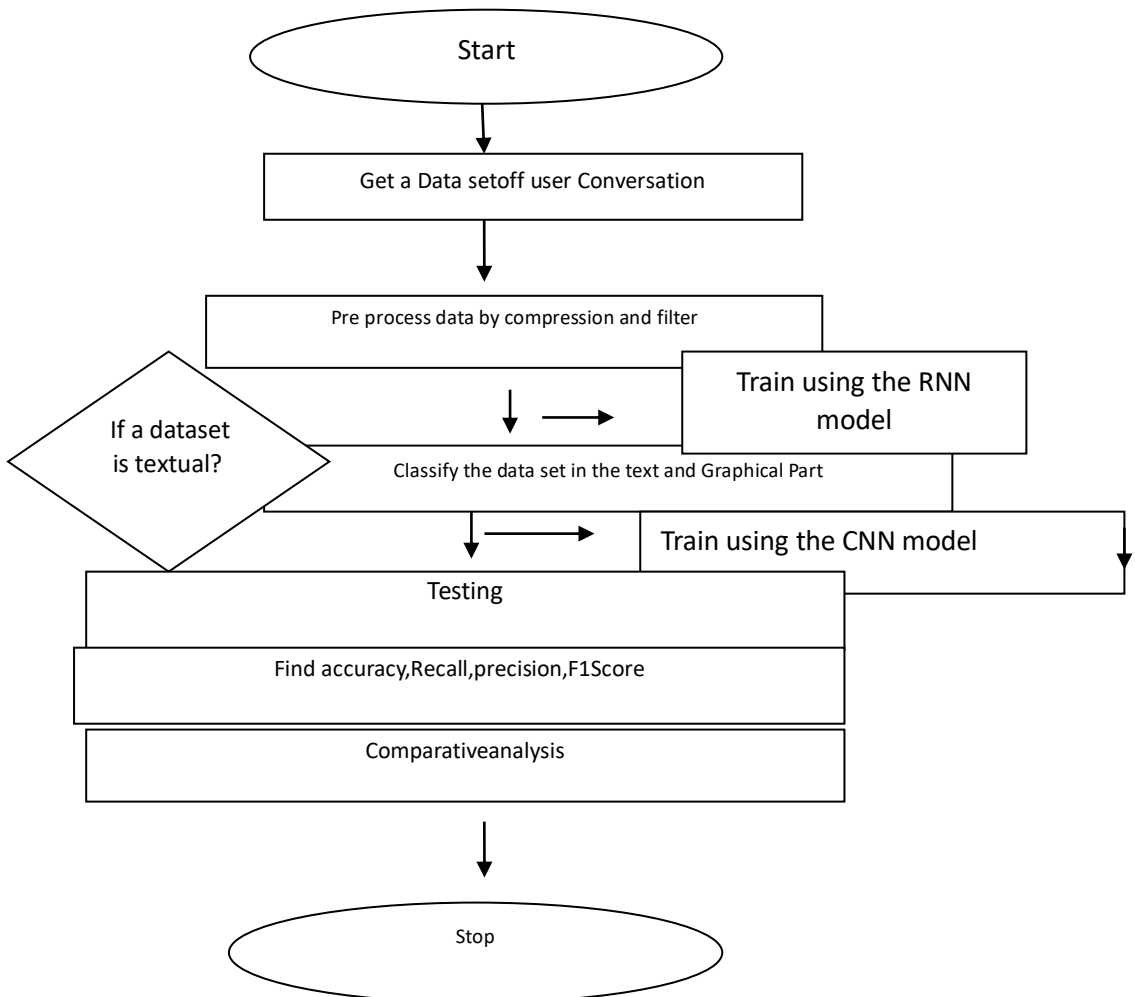 Start
Get a Data setoff user Conversation
Pre process data by compression and filter
Train using the RNN
model
If a dataset
is textual?
Classify the data set in the text and Graphical Part
Train using the CNN model
Testing
Find accuracy,Recall,precision,F1Score
Comparativeanalysis
Stop